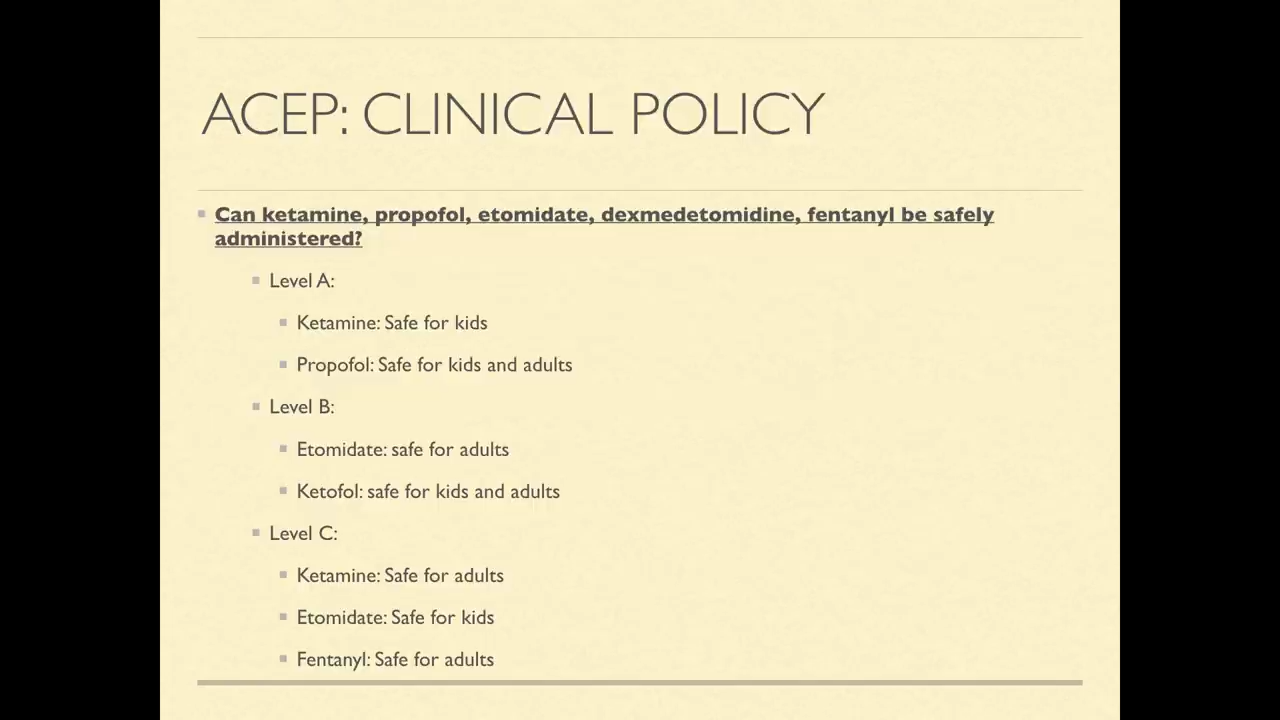 ACEP: CLINICAL POLICY
Can ketamine, propofol, etomidate, dexmedetomidine, fentanyl be safely
administered?
Level A:
Ketamine: Safe for kids
Propofol: Safe for kids and adults
Level B:
Etomidate: safe for adults
Ketofol: safe for kids and adults
Level C:
Ketamine: Safe for adults
Etomidate: Safe for kids
Fentanyl: Safe for adults